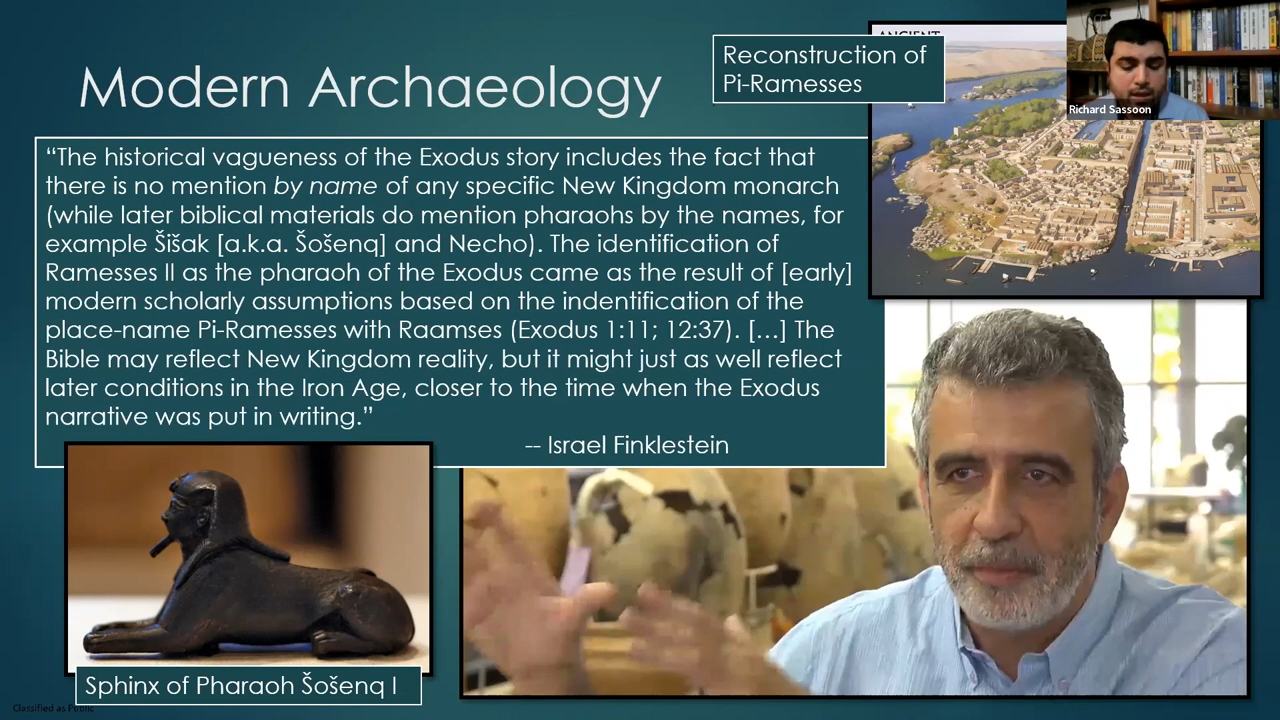 Modern Archaeology
Reconstruction of
Pi-Ramesses
ANCIENT
Richard Sassoon
“The historical vagueness of the Exodus story includes the fact that
there is no mention by name of any specific New Kingdom monarch
(while later biblical materials do mention pharaohs by the names, for
example Šišak [a.k.a. Šošenq] and Necho). The identification of
Ramesses II as the pharaoh of the Exodus came as the result of [early]
modern scholarly assumptions based on the indentification of the
place-name Pi-Ramesses with Raamses (Exodus 1:11; 12:37). [...] The
Bible may reflect New Kingdom reality, but it might just as well reflect
later conditions in the Iron Age, closer to the time when the Exodus
narrative was put in writing.”
-- Israel Finklestein
Sphinx of Pharaoh Šošenq I
Classified as Public